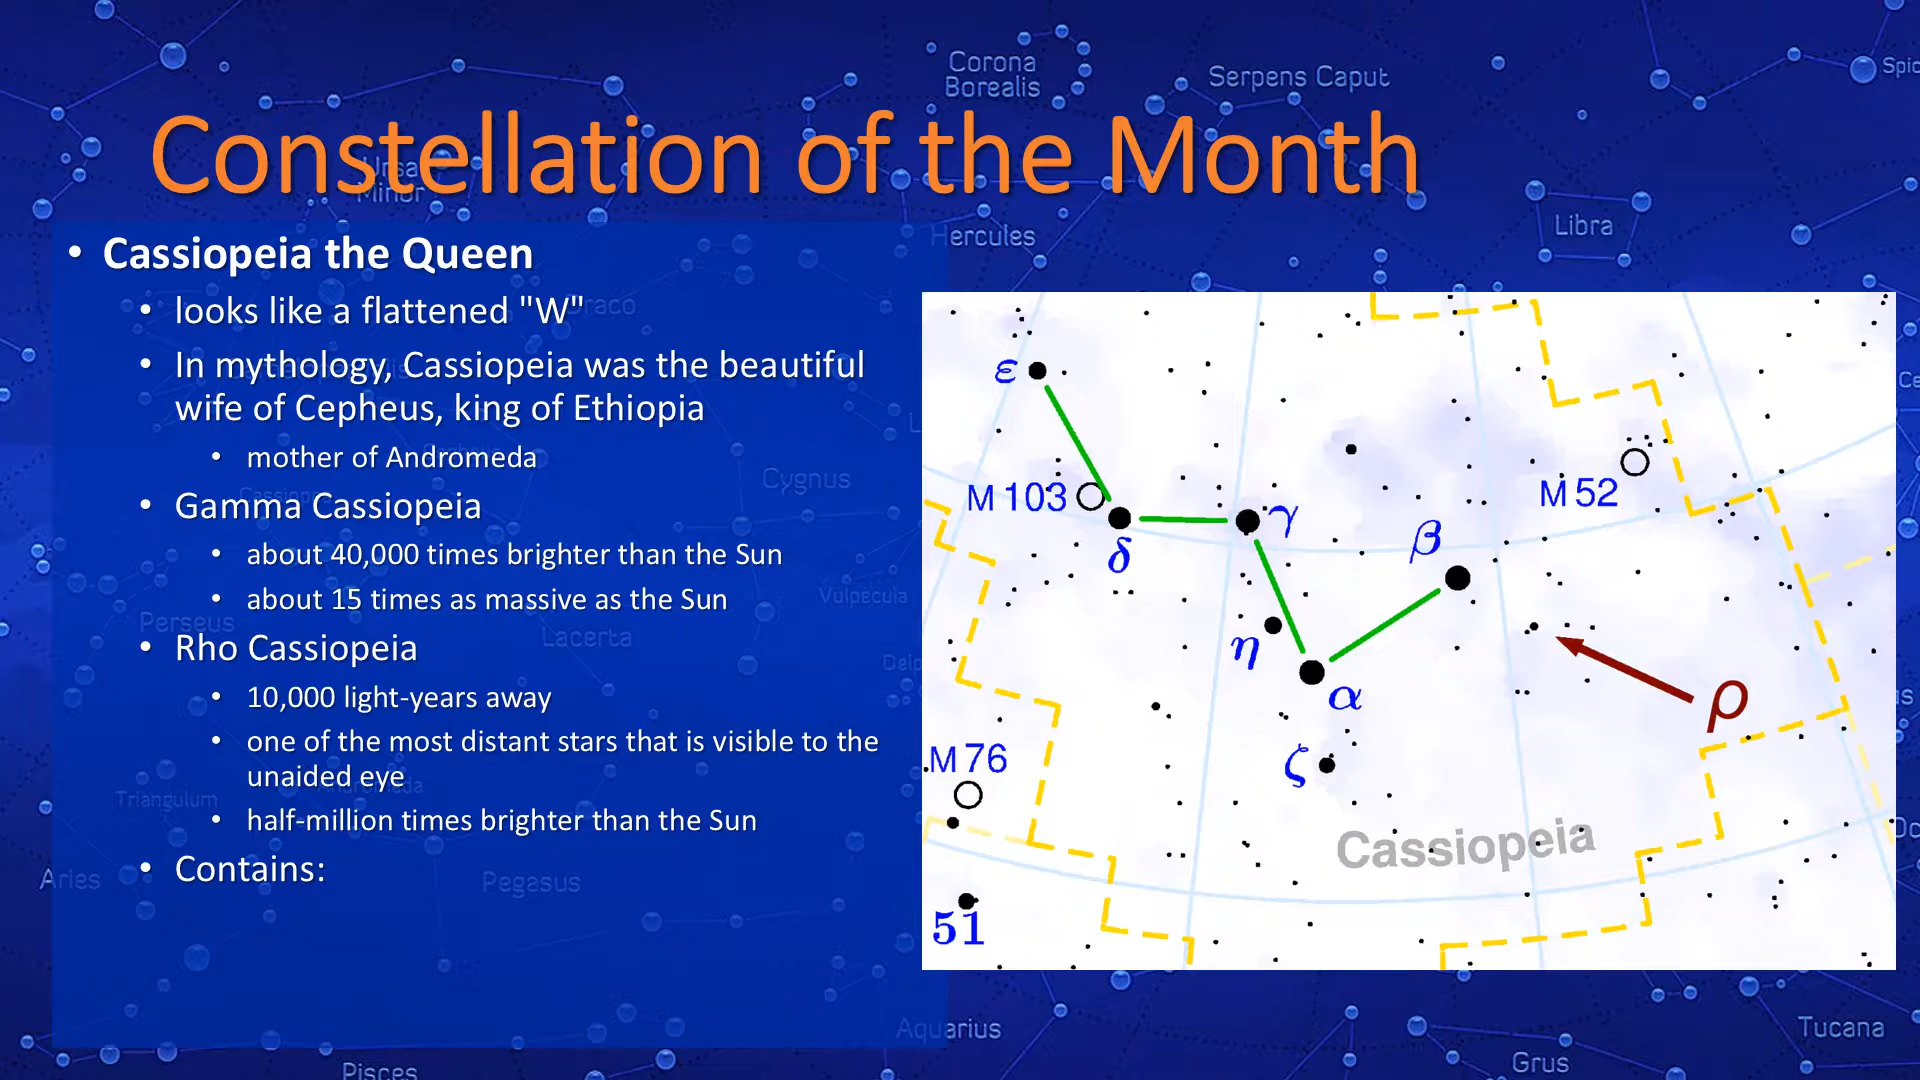 Corona
Borealis
Serpens Caput
Constellation of the Month
Ursa
Minor
Hercules
Libra
• Cassiopeia the Queen
• looks like a flattened "W"
Draco
• In mythology, Cassiopeia was the beautiful
wife of Cepheus, king of Ethiopia
• mother of Andromeda
Cygnus
• Gamma Cassiopeia
• about 40,000 times brighter than the Sun
• about 15 times as massive as the Sun
Vulpecula
Perseus
Lacerta
• Rho Cassiopeia
• 10,000 light-years away
• one of the most distant stars that is visible to the
unaided eye
Triangulum
• half-million times brighter than the Sun
• Contains:
Aries
Pegasus
ε
M 103
δ
γ
β
M 52
η
α
ρ
ζ
M 76
Cassiopeia
51
Aquarius
Tucana
Grus
Pisces